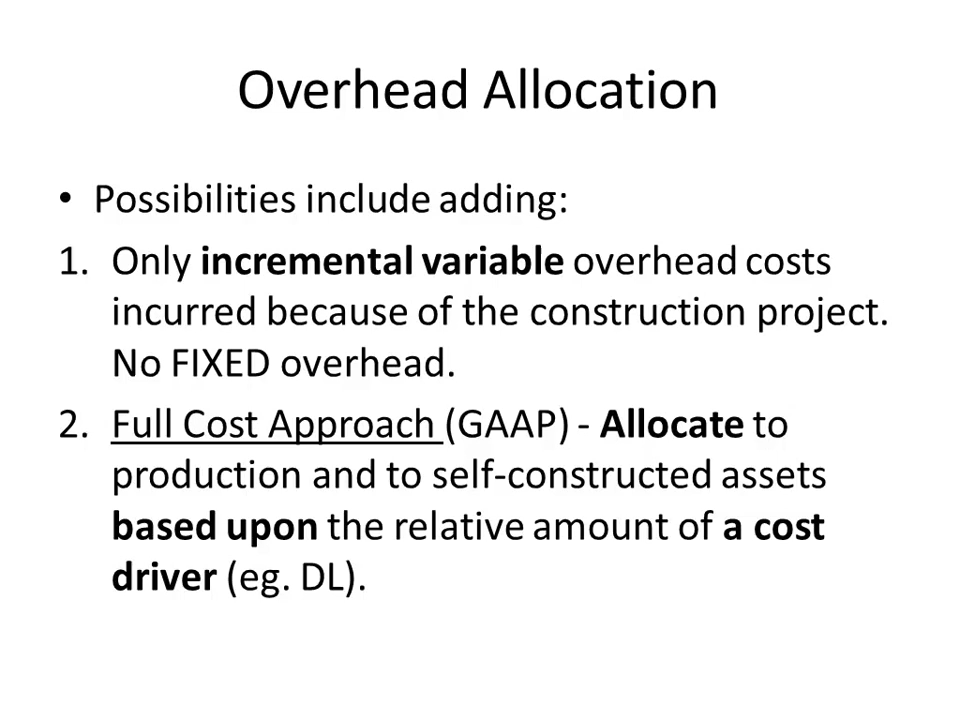 Overhead Allocation
• Possibilities include adding:
1. Only incremental variable overhead costs
incurred because of the construction project.
No FIXED overhead.
2. Full Cost Approach (GAAP) - Allocate to
production and to self-constructed assets
based upon the relative amount of a cost
driver (eg. DL).